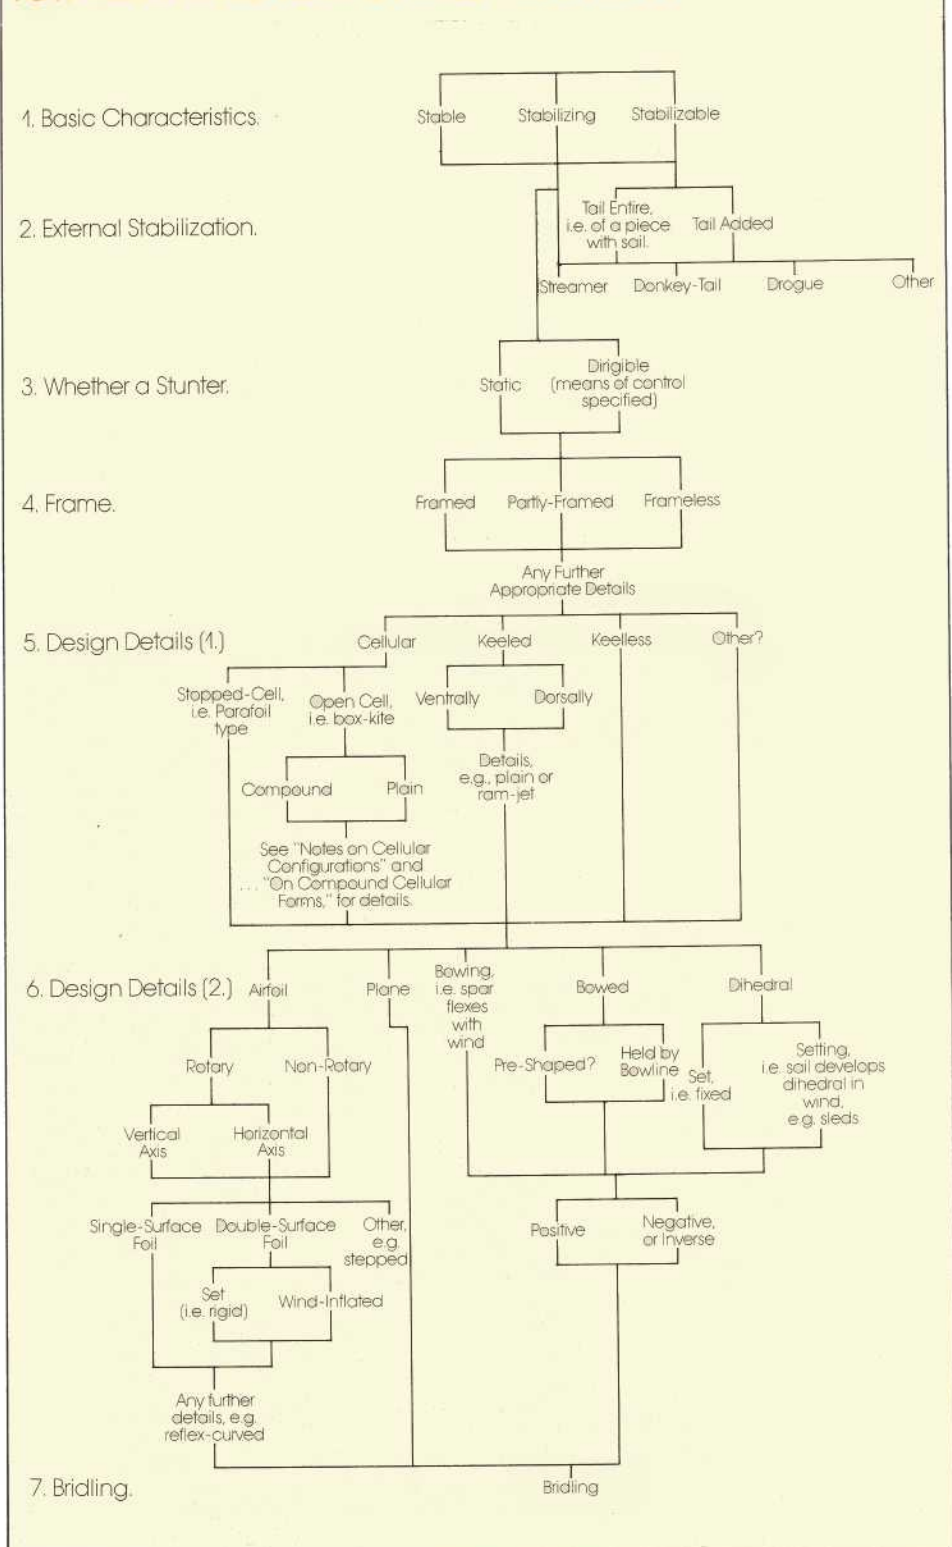 1. Basic Characteristics.
Stable
Stabilizing
Stabilizable
2. External Stabilization.
Tail Entire,
i.e. of a piece
with sail.
Tail Added
Streamer
Donkey-Tail
Drogue
Other
3. Whether a Stunter.
Static
Dirigible
(means of control
specified)
4. Frame.
Framed
Partly-Framed
Frameless
Any Further
Appropriate Details
5. Design Details (1.)
Cellular
Keeled
Keelless
Other?
Stopped-Cell,
i.e. Parafoil
type
Open Cell,
i.e. box-kite
Ventrally
Dorsally
Compound
Plain
Details,
e.g., plain or
ram-jet
See "Notes on Cellular
Configurations" and
... "On Compound Cellular
Forms," for details.
6. Design Details (2.)
Airfoil
Plane
Bowing,
i.e. spar
flexes
with
wind
Bowed
Dihedral
Rotary
Non-Rotary
Pre-Shaped?
Held by
Bowline
Set,
i.e. fixed
Setting,
i.e. sail develops
dihedral in
wind,
e.g. sleds
Vertical
Axis
Horizontal
Axis
Single-Surface
Foil
Double-Surface
Foil
Other,
e.g.
stepped
Positive
Negative,
or Inverse
Set
(i.e. rigid)
Wind-Inflated
Any further
details, e.g.
reflex-curved
7. Bridling.
Bridling